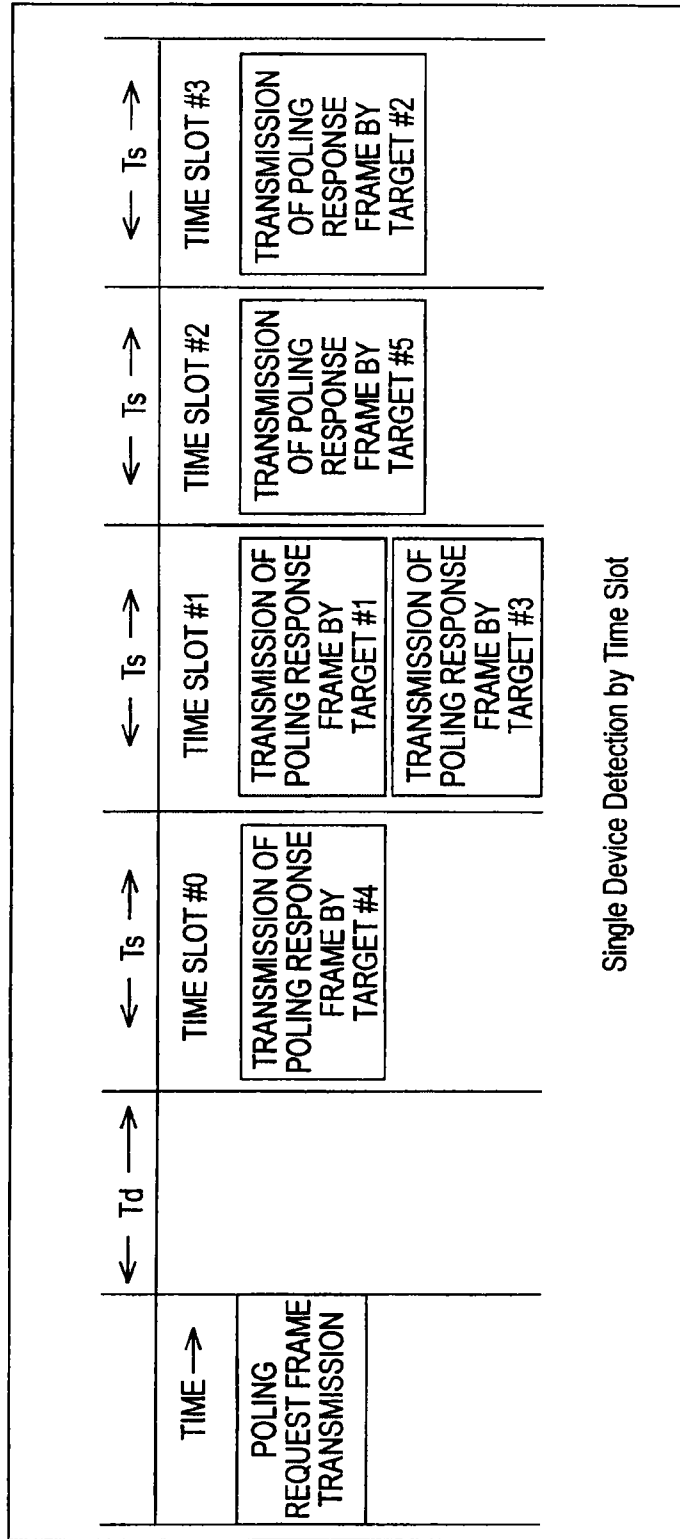 ← Td →
← Ts →
← Ts →
← Ts →
← Ts →
TIME →
TIME SLOT #0
TIME SLOT #1
TIME SLOT #2
TIME SLOT #3
POLING
REQUEST FRAME
TRANSMISSION
TRANSMISSION OF
POLING RESPONSE
FRAME BY
TARGET #4
TRANSMISSION OF
POLING RESPONSE
FRAME BY
TARGET #1
TRANSMISSION OF
POLING RESPONSE
FRAME BY
TARGET #3
TRANSMISSION
OF POLING
RESPONSE
FRAME BY
TARGET #5
TRANSMISSION
OF POLING
RESPONSE
FRAME BY
TARGET #2
Single Device Detection by Time Slot